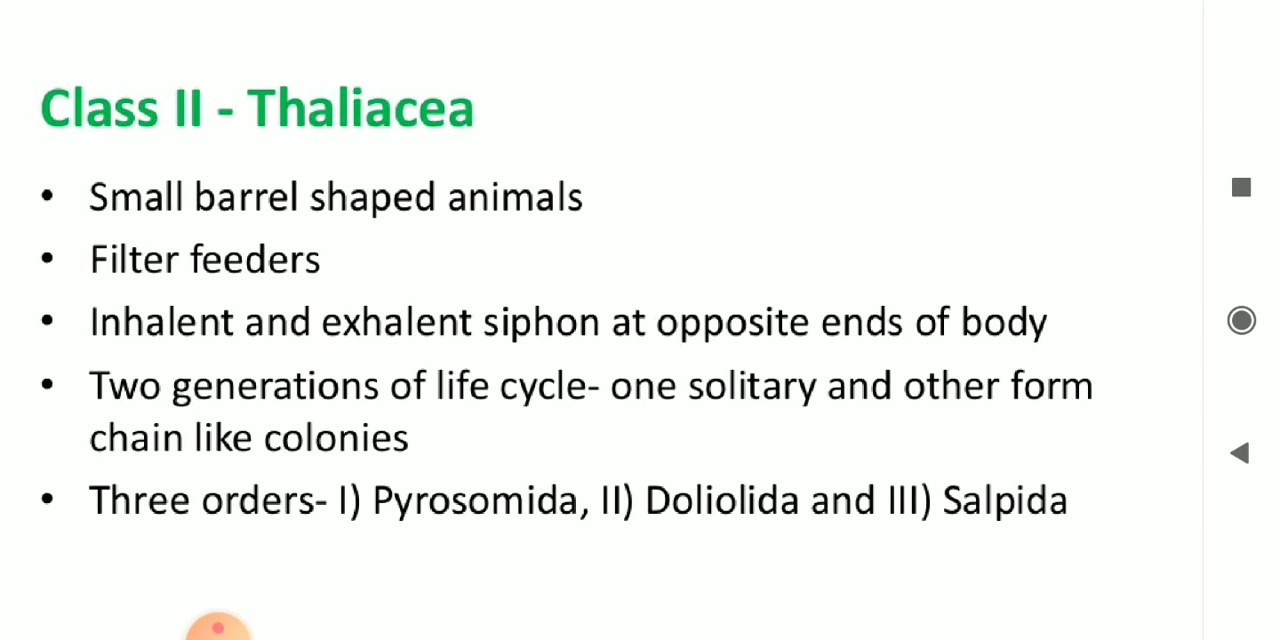 Class II - Thaliacea
• Small barrel shaped animals
• Filter feeders
• Inhalent and exhalent siphon at opposite ends of body
• Two generations of life cycle- one solitary and other form
chain like colonies
• Three orders- I) Pyrosomida, II) Doliolida and III) Salpida